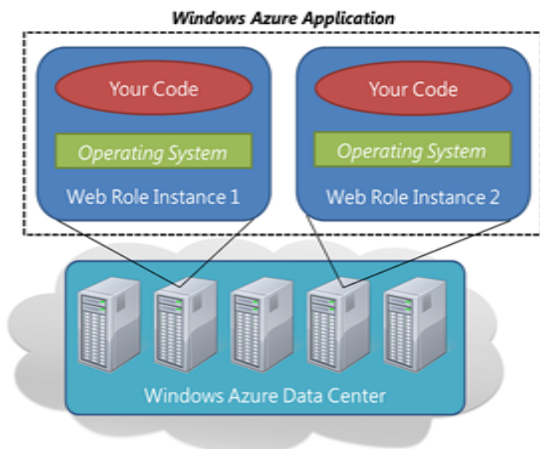 Windows Azure Application
Your Code
Operating System
Web Role Instance 1
Your Code
Operating System
Web Role Instance 2
Windows Azure Data Center